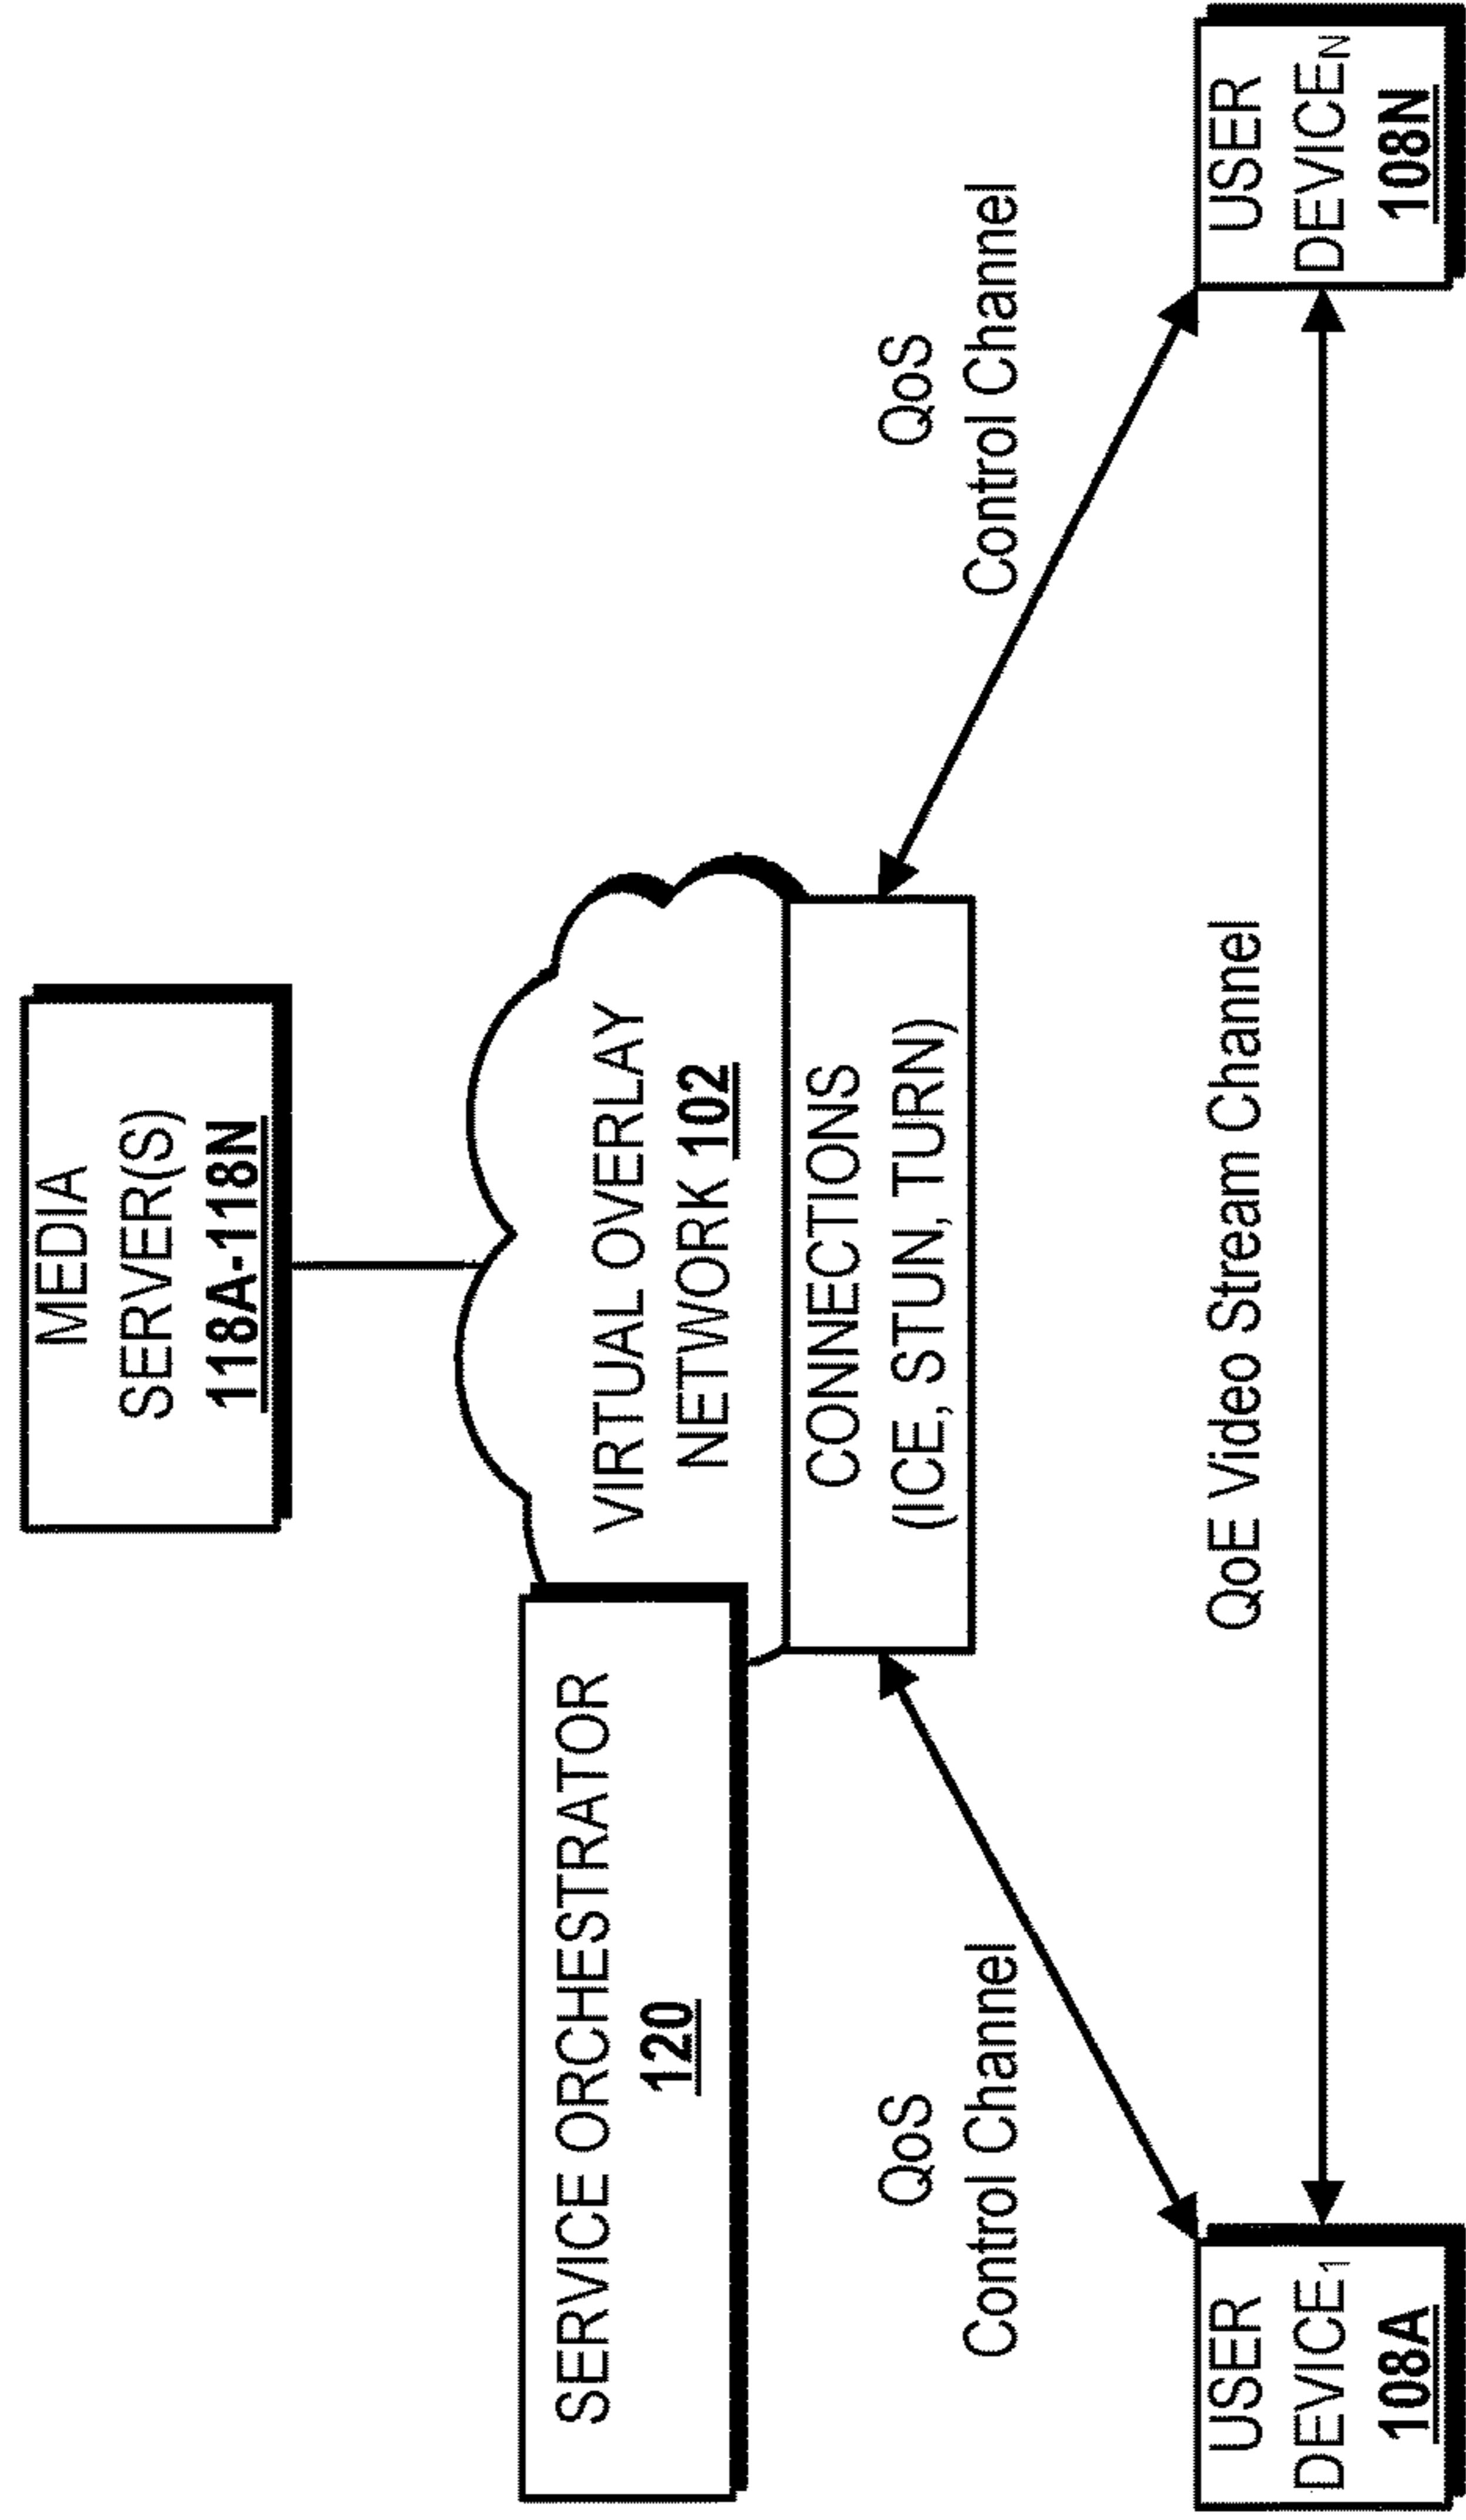 MEDIA
SERVER(S)
118A-118N
SERVICE ORCHESTRATOR
120
VIRTUAL OVERLAY
NETWORK 102
CONNECTIONS
(ICE, STUN, TURN)
QoS
Control Channel
QoS
Control Channel
QoE Video Stream Channel
USER
DEVICE1
108A
USER
DEVICEN
108N